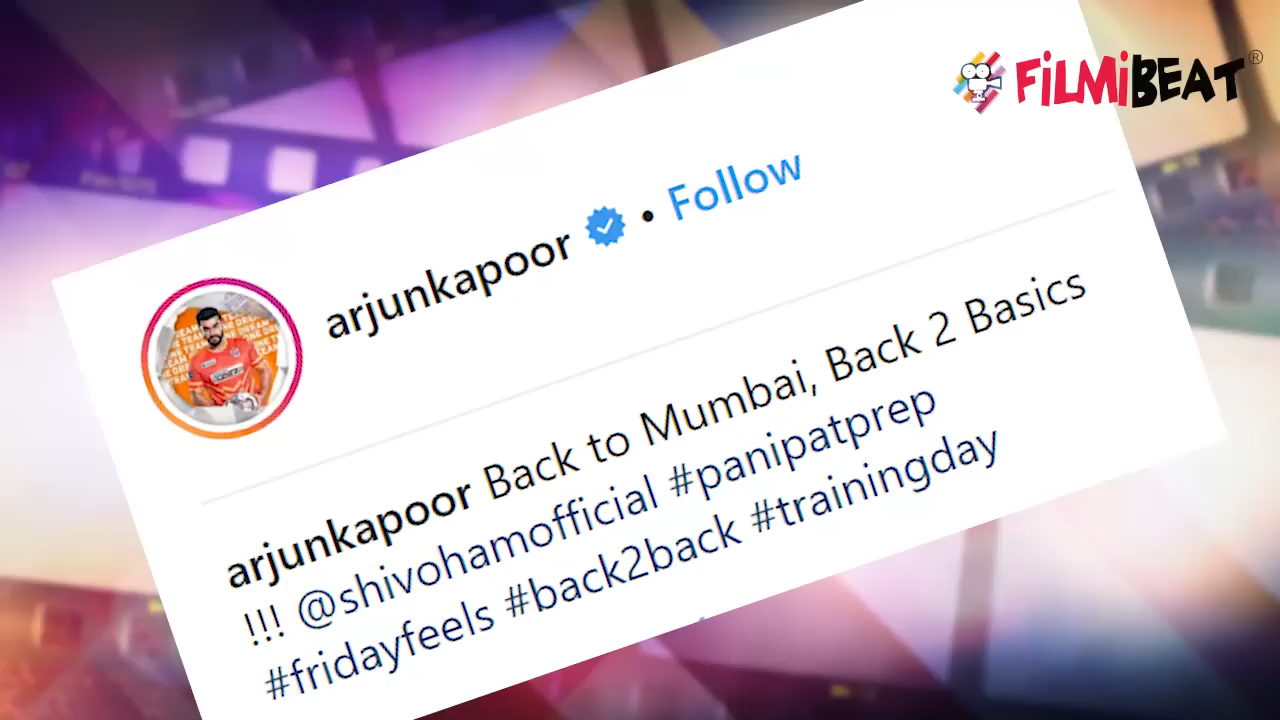 FiLMiBEAT®
arjunkapoor • Follow
arjunkapoor Back to Mumbai, Back 2 Basics
!!! @shivohamofficial #panipatprep
#fridayfeels #back2back #trainingday